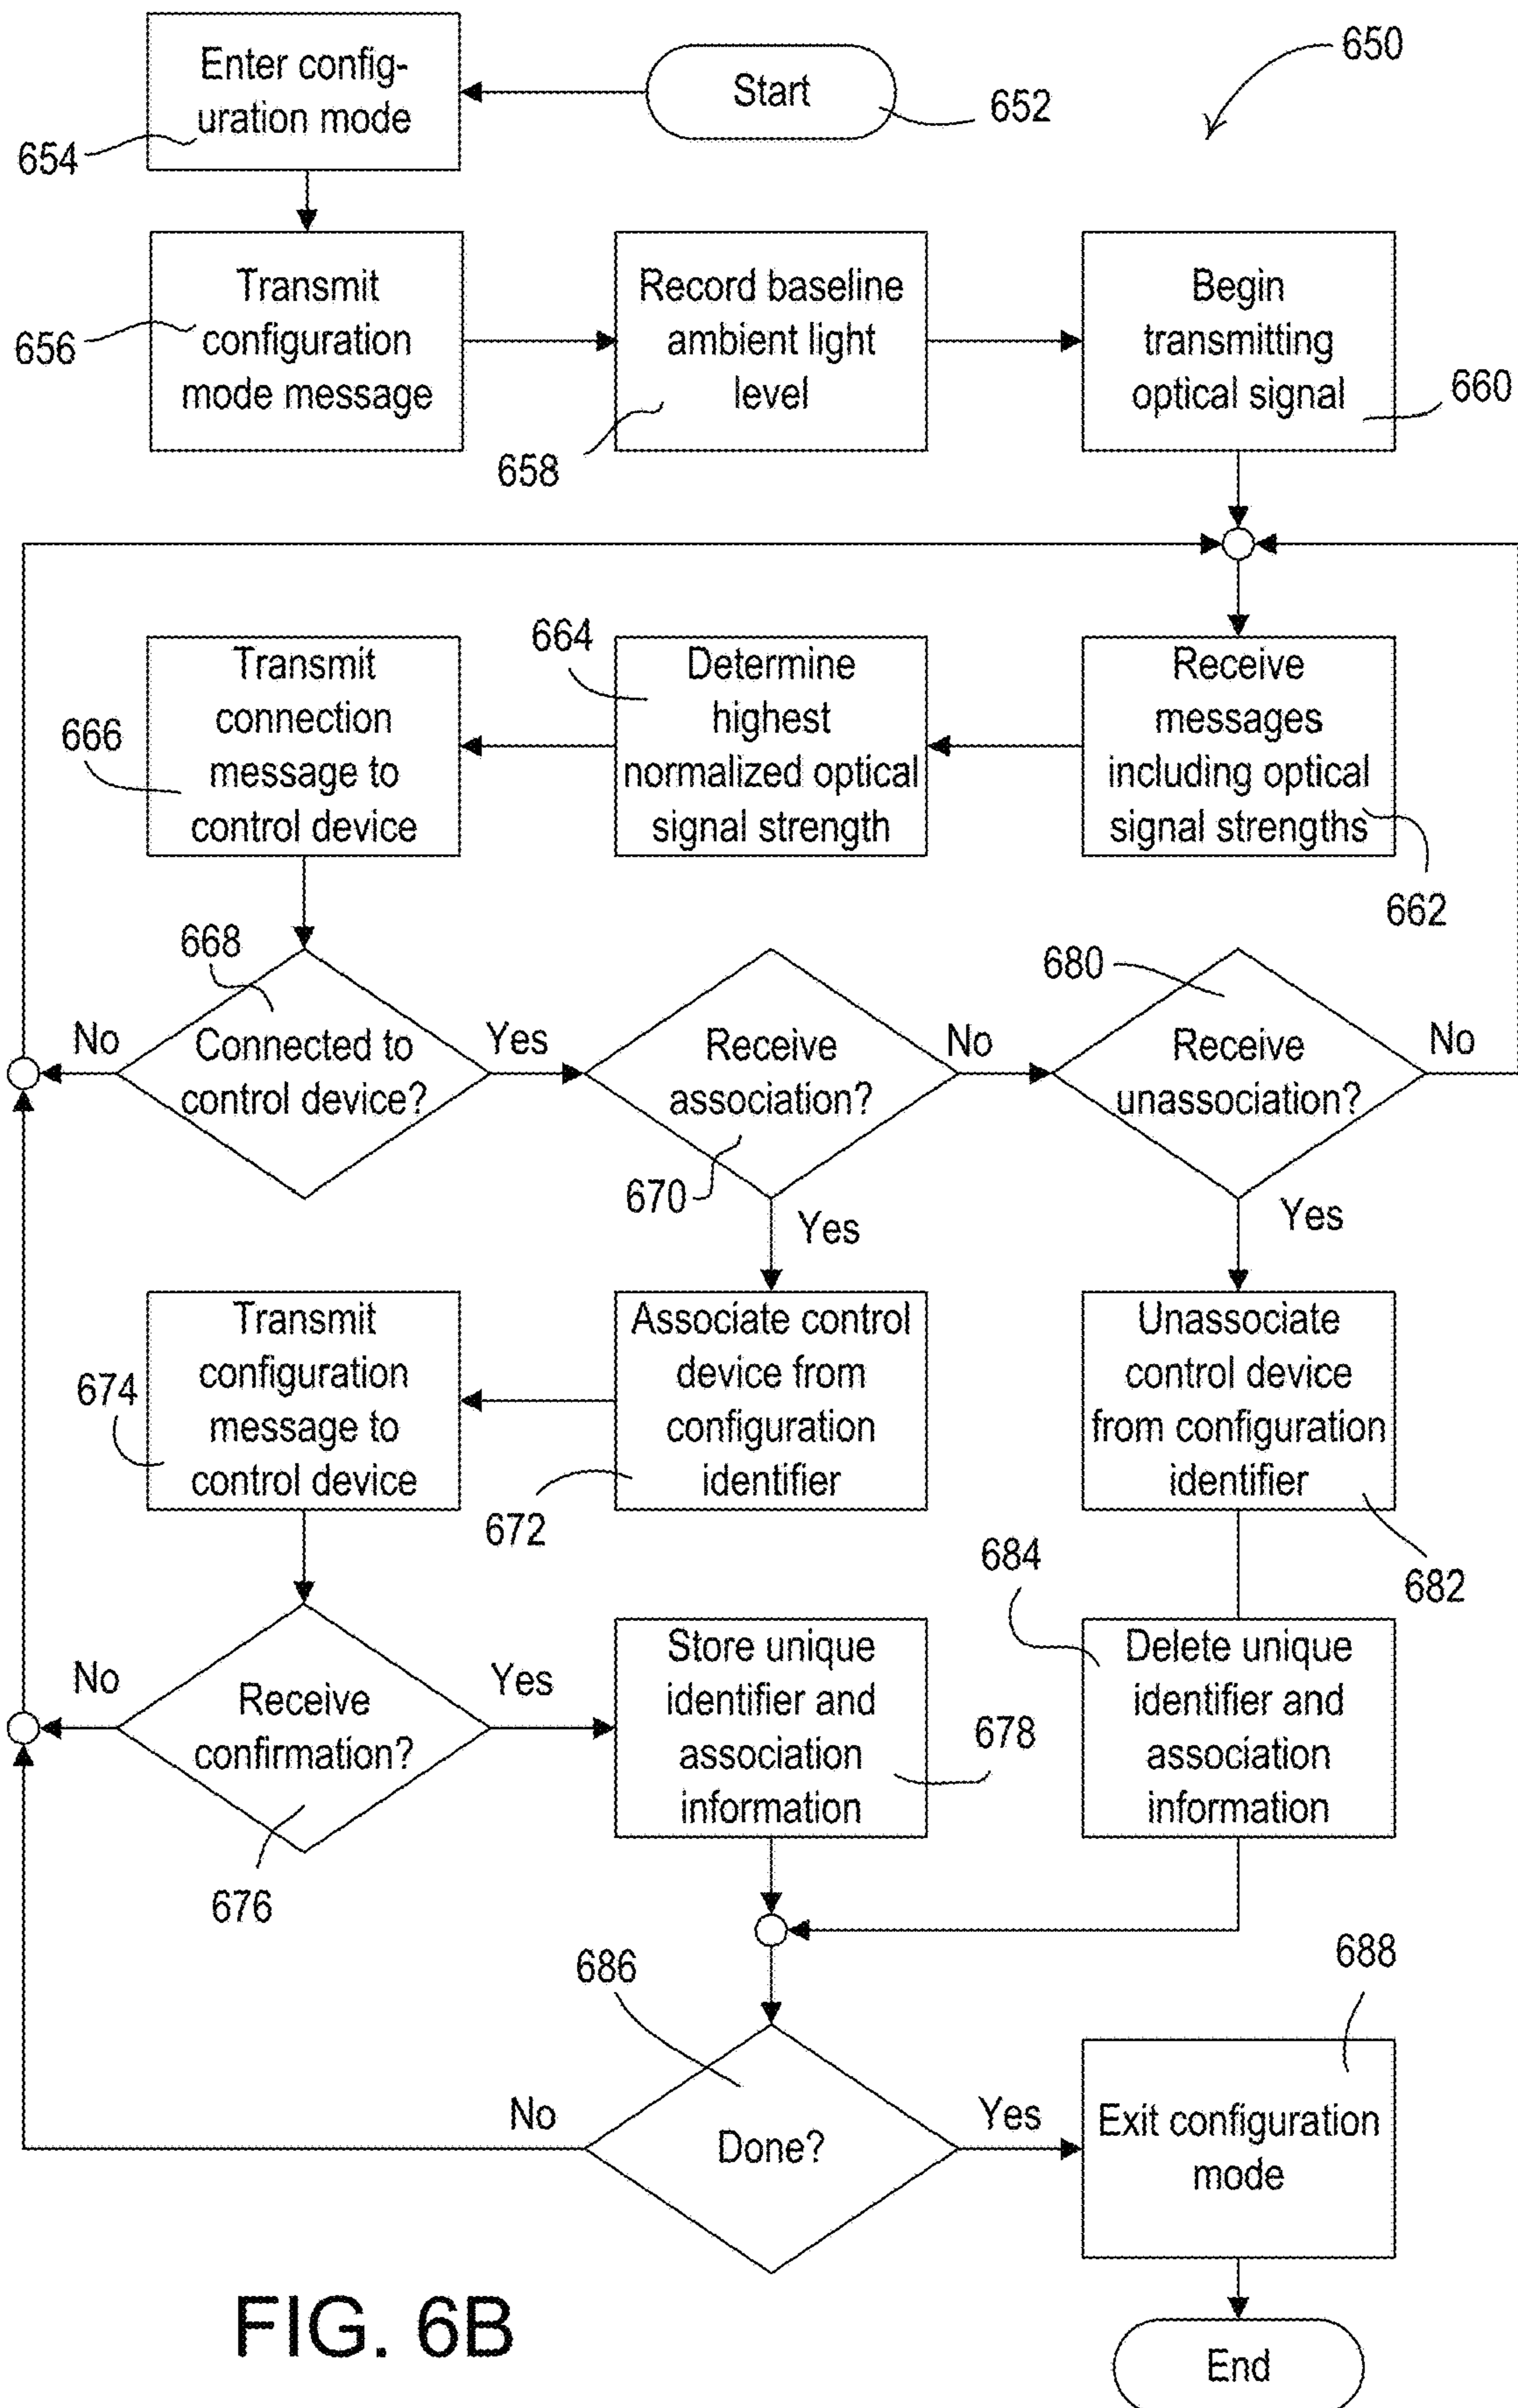 Enter config-
uration mode
654
Start
652
650
Transmit
configuration
mode message
656
Record baseline
ambient light
level
658
Begin
transmitting
optical signal
660
Transmit
connection
message to
control device
666
664
Determine
highest
normalized optical
signal strength
Receive
messages
including optical
signal strengths
662
668
Connected to
control device?
No
Yes
Receive
association?
670
No
Yes
680
Receive
unassociation?
No
Yes
Transmit
configuration
message to
control device
674
Associate control
device from
configuration
identifier
672
Unassociate
control device
from configuration
identifier
682
Receive
confirmation?
No
Yes
676
Store unique
identifier and
association
information
678
684
Delete unique
identifier and
association
information
686
Done?
No
Yes
688
Exit configuration
mode
End
FIG. 6B